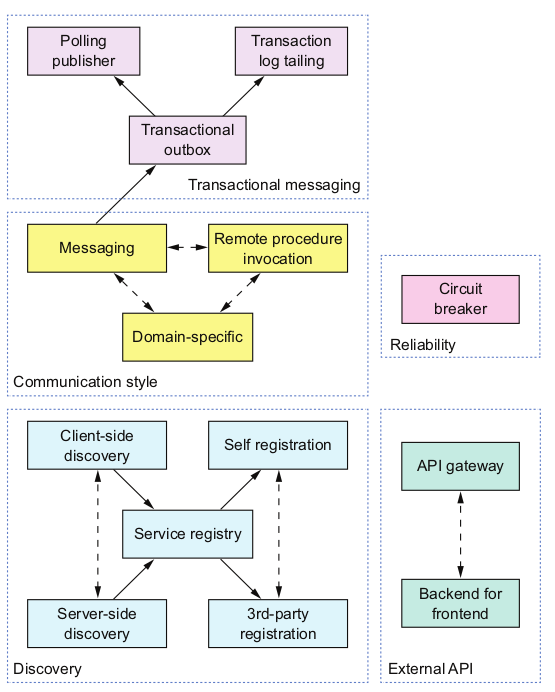 Polling
publisher
Transaction
log tailing
Transactional
outbox
Transactional messaging
Messaging
Remote procedure
invocation
Domain-specific
Communication style
Circuit
breaker
Reliability
Client-side
discovery
Self registration
Service registry
Server-side
discovery
3rd-party
registration
Discovery
API gateway
Backend for
frontend
External API